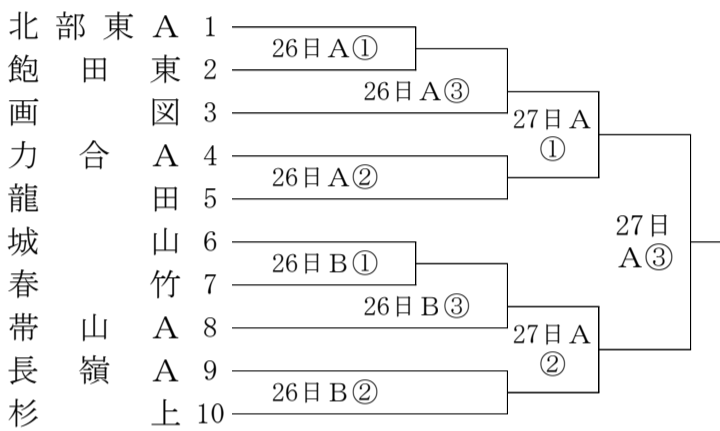 北部東A 1
26日A①
飽田東 2
26日A③
画図 3
27日A
①
力合A 4
26日A②
龍田 5
27日
A③
城山 6
26日B①
春竹 7
26日B③
帯山A 8
27日A
②
長嶺A 9
26日B②
杉上 10